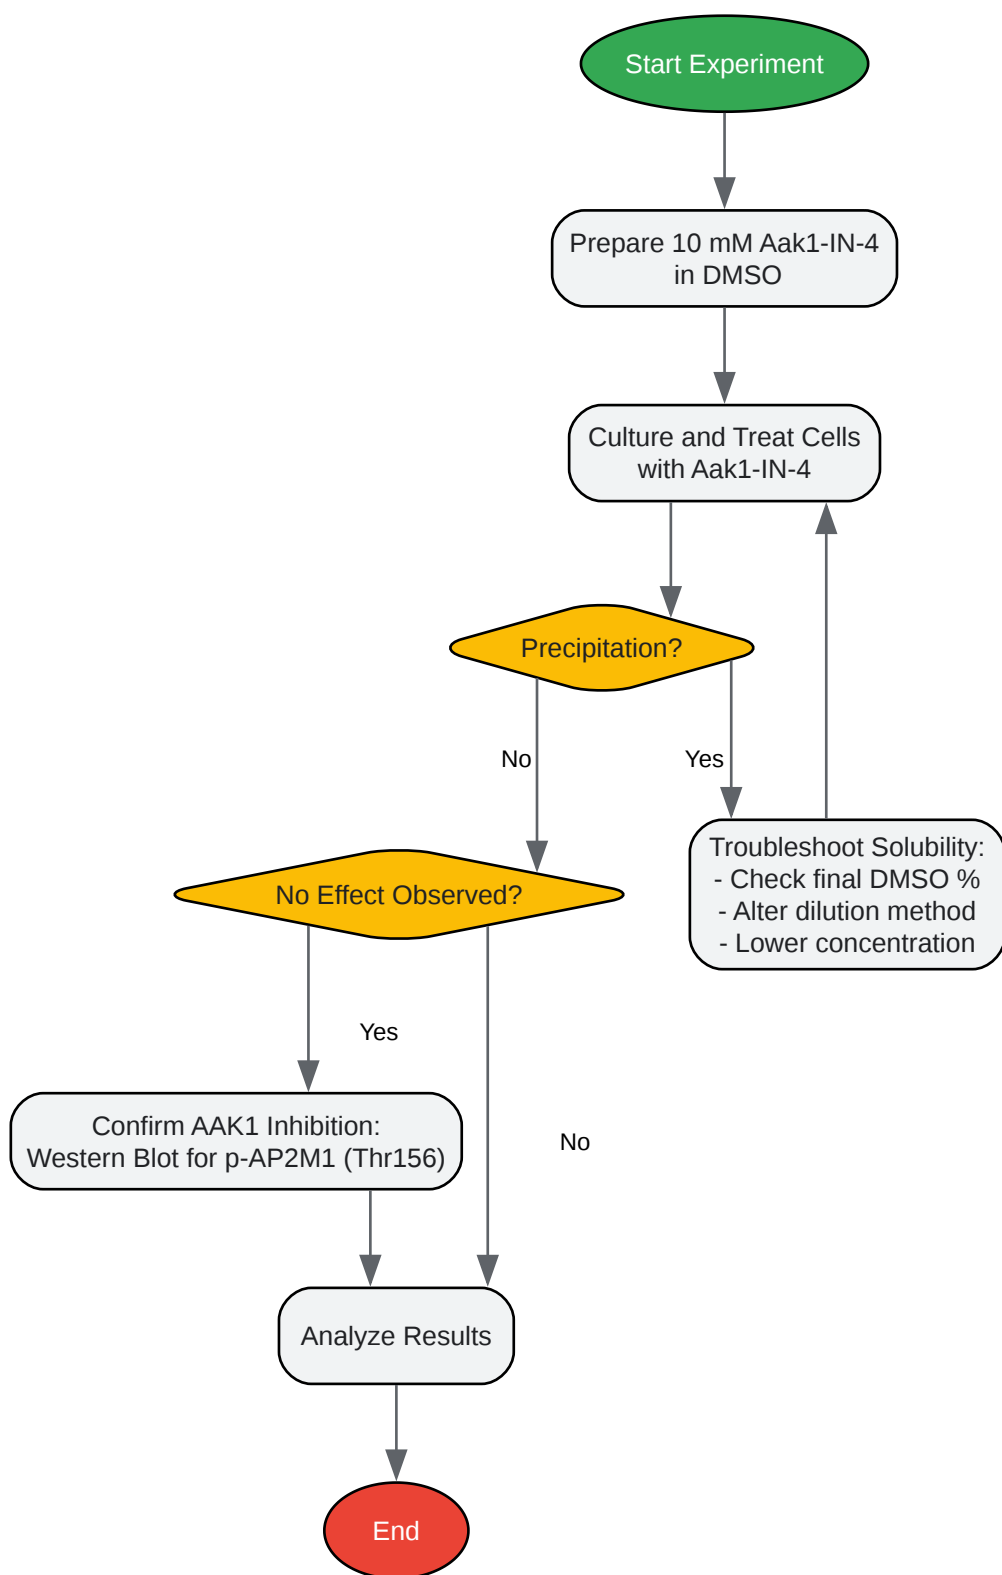 Start Experiment
Prepare 10 mM Aak1-IN-4
in DMSO
Culture and Treat Cells
with Aak1-IN-4
Precipitation?
No
Yes
Troubleshoot Solubility:
- Check final DMSO %
- Alter dilution method
- Lower concentration
No Effect Observed?
Yes
No
Confirm AAK1 Inhibition:
Western Blot for p-AP2M1 (Thr156)
Analyze Results
End